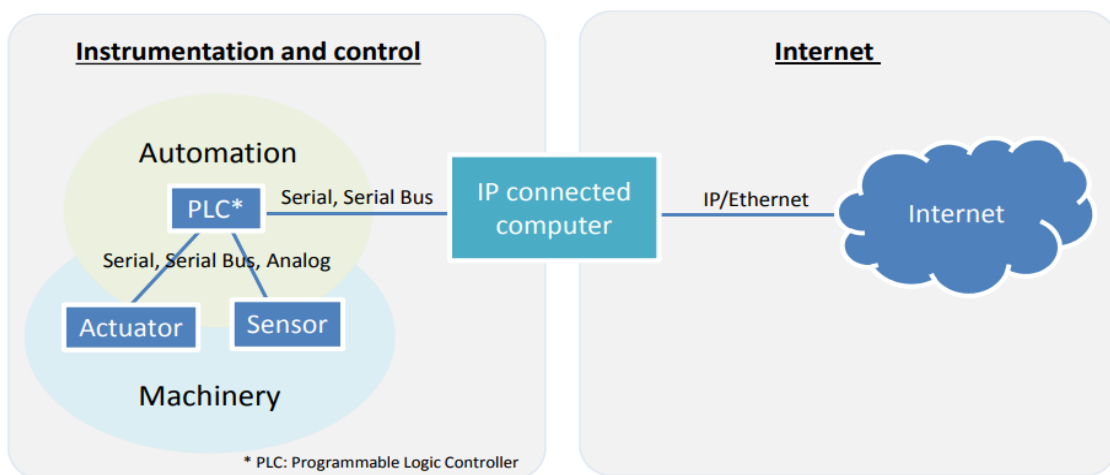 Instrumentation and control
Internet
Automation
PLC*
Serial, Serial Bus
IP connected
computer
IP/Ethernet
Internet
Serial, Serial Bus, Analog
Actuator
Sensor
Machinery
* PLC: Programmable Logic Controller